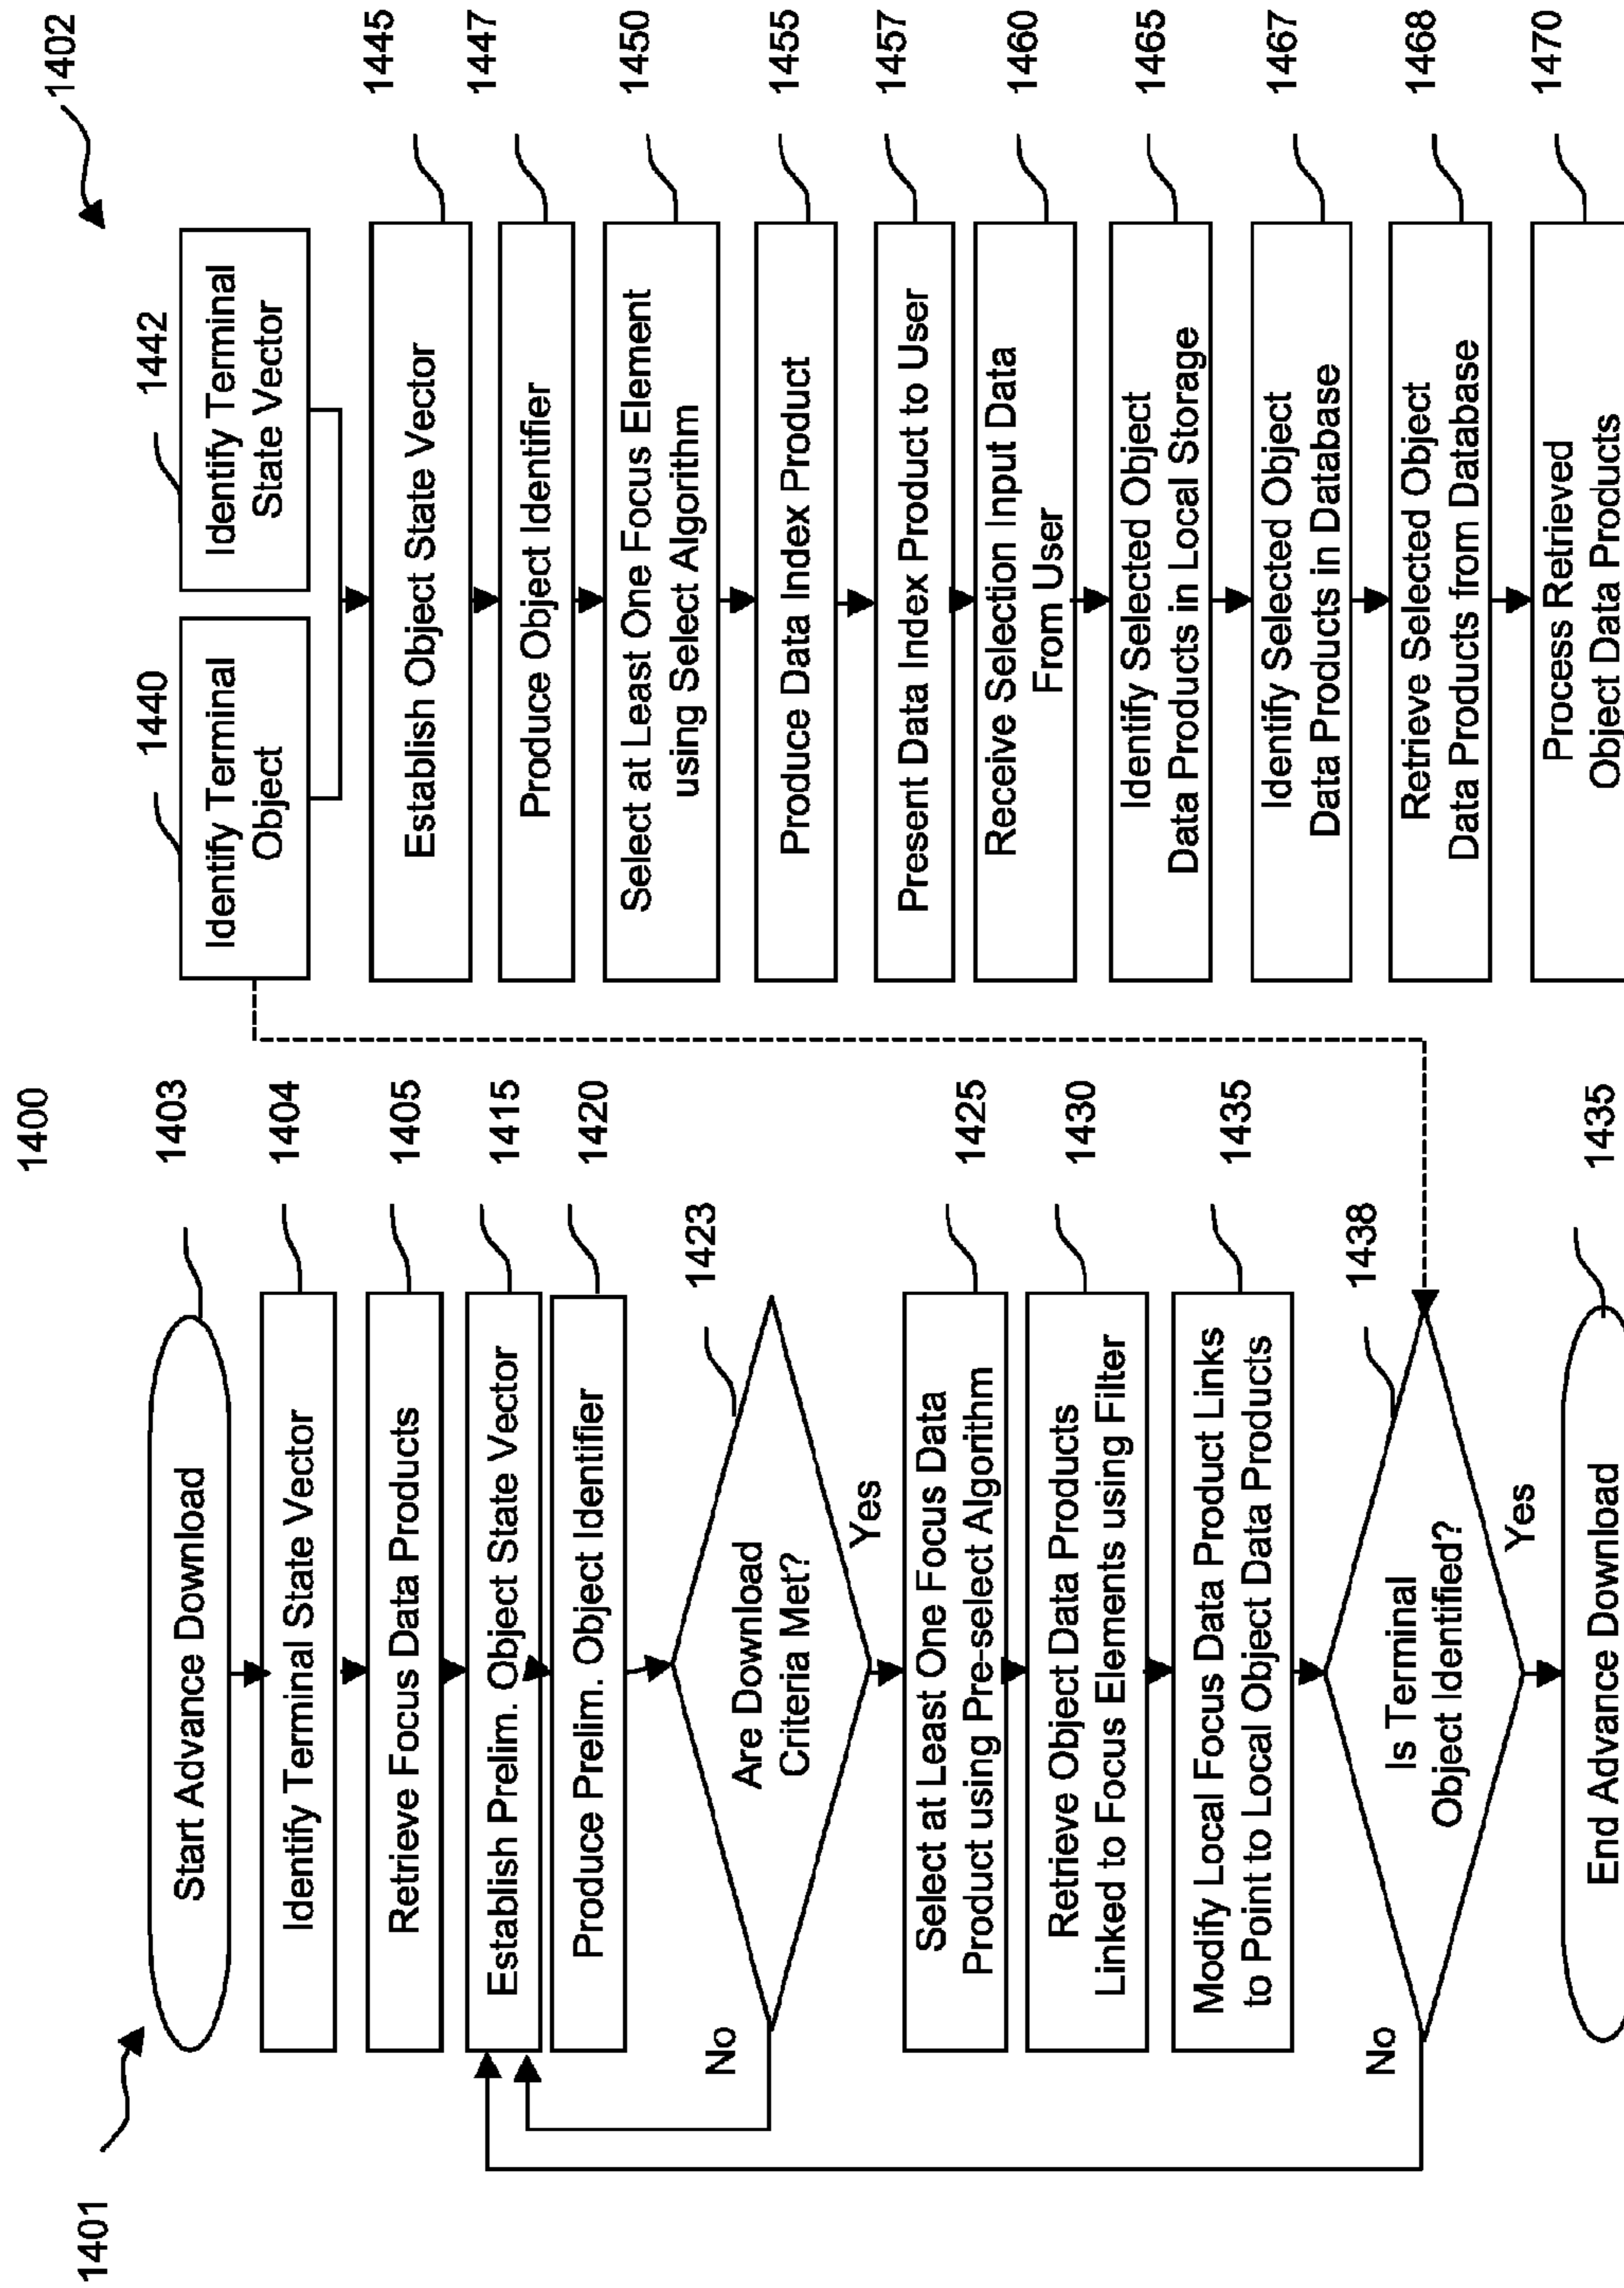 1400
1401
Start Advance Download
1403
Identify Terminal State Vector
1404
Retrieve Focus Data Products
1405
Establish Prelim. Object State Vector
1415
Produce Prelim. Object Identifier
1420
Are Download
Criteria Met?
1423
No
Yes
Select at Least One Focus Data
Product using Pre-select Algorithm
1425
Retrieve Object Data Products
Linked to Focus Elements using Filter
1430
Modify Local Focus Data Product Links
to Point to Local Object Data Products
1435
Is Terminal
Object Identified?
1438
No
Yes
End Advance Download
1435
1402
Identify Terminal
Object
1440
Identify Terminal
State Vector
1442
Establish Object State Vector
1445
Produce Object Identifier
1447
Select at Least One Focus Element
using Select Algorithm
1450
Produce Data Index Product
1455
Present Data Index Product to User
1457
Receive Selection Input Data
From User
1460
Identify Selected Object
Data Products in Local Storage
1465
Identify Selected Object
Data Products in Database
1467
Retrieve Selected Object
Data Products from Database
1468
Process Retrieved
Object Data Products
1470